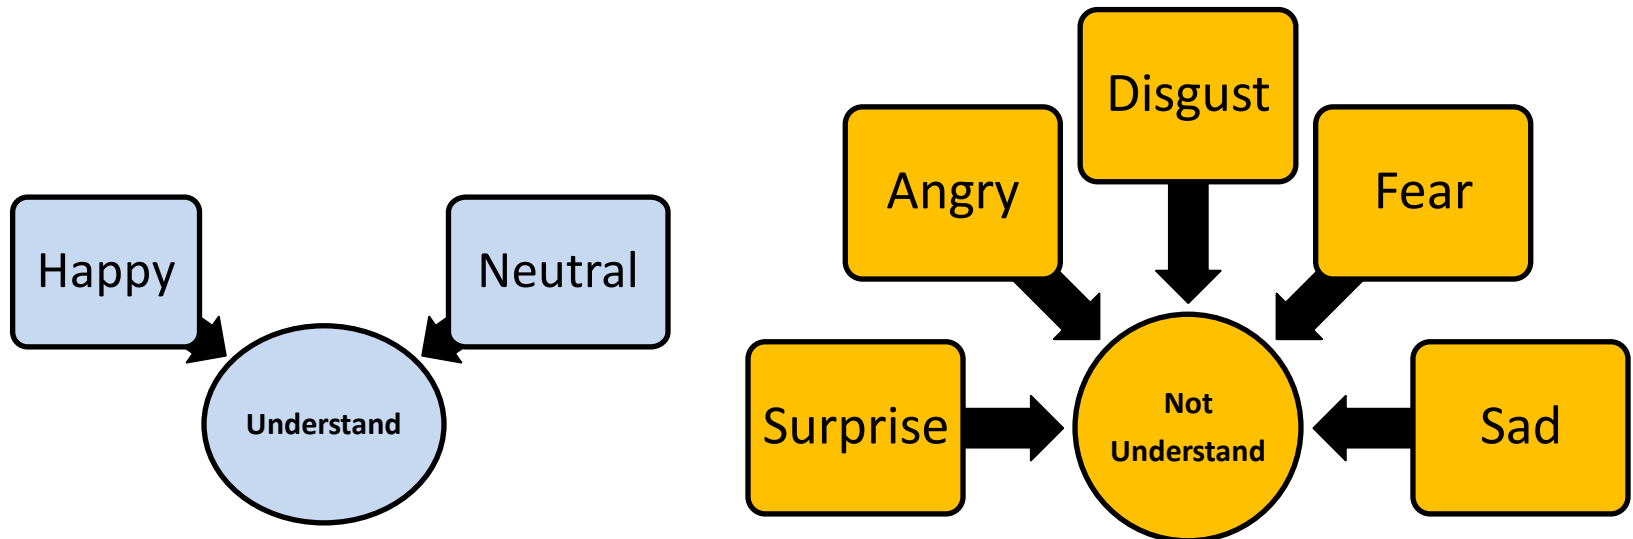 Happy
Neutral
Understand
Disgust
Angry
Fear
Surprise
Not
Understand
Sad